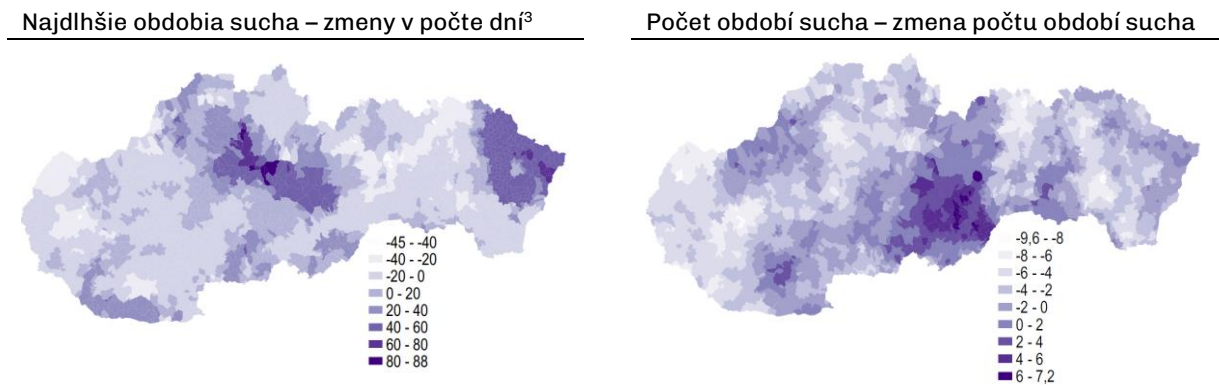 Najdlhšie obdobia sucha – zmeny v počte dní³
-45 - -40
-40 - -20
-20 - 0
0 - 20
20 - 40
40 - 60
60 - 80
80 - 88
Počet období sucha – zmena počtu období sucha
-9,6 - -8
-8 - -6
-6 - -4
-4 - -2
-2 - 0
0 - 2
2 - 4
4 - 6
6 - 7,2